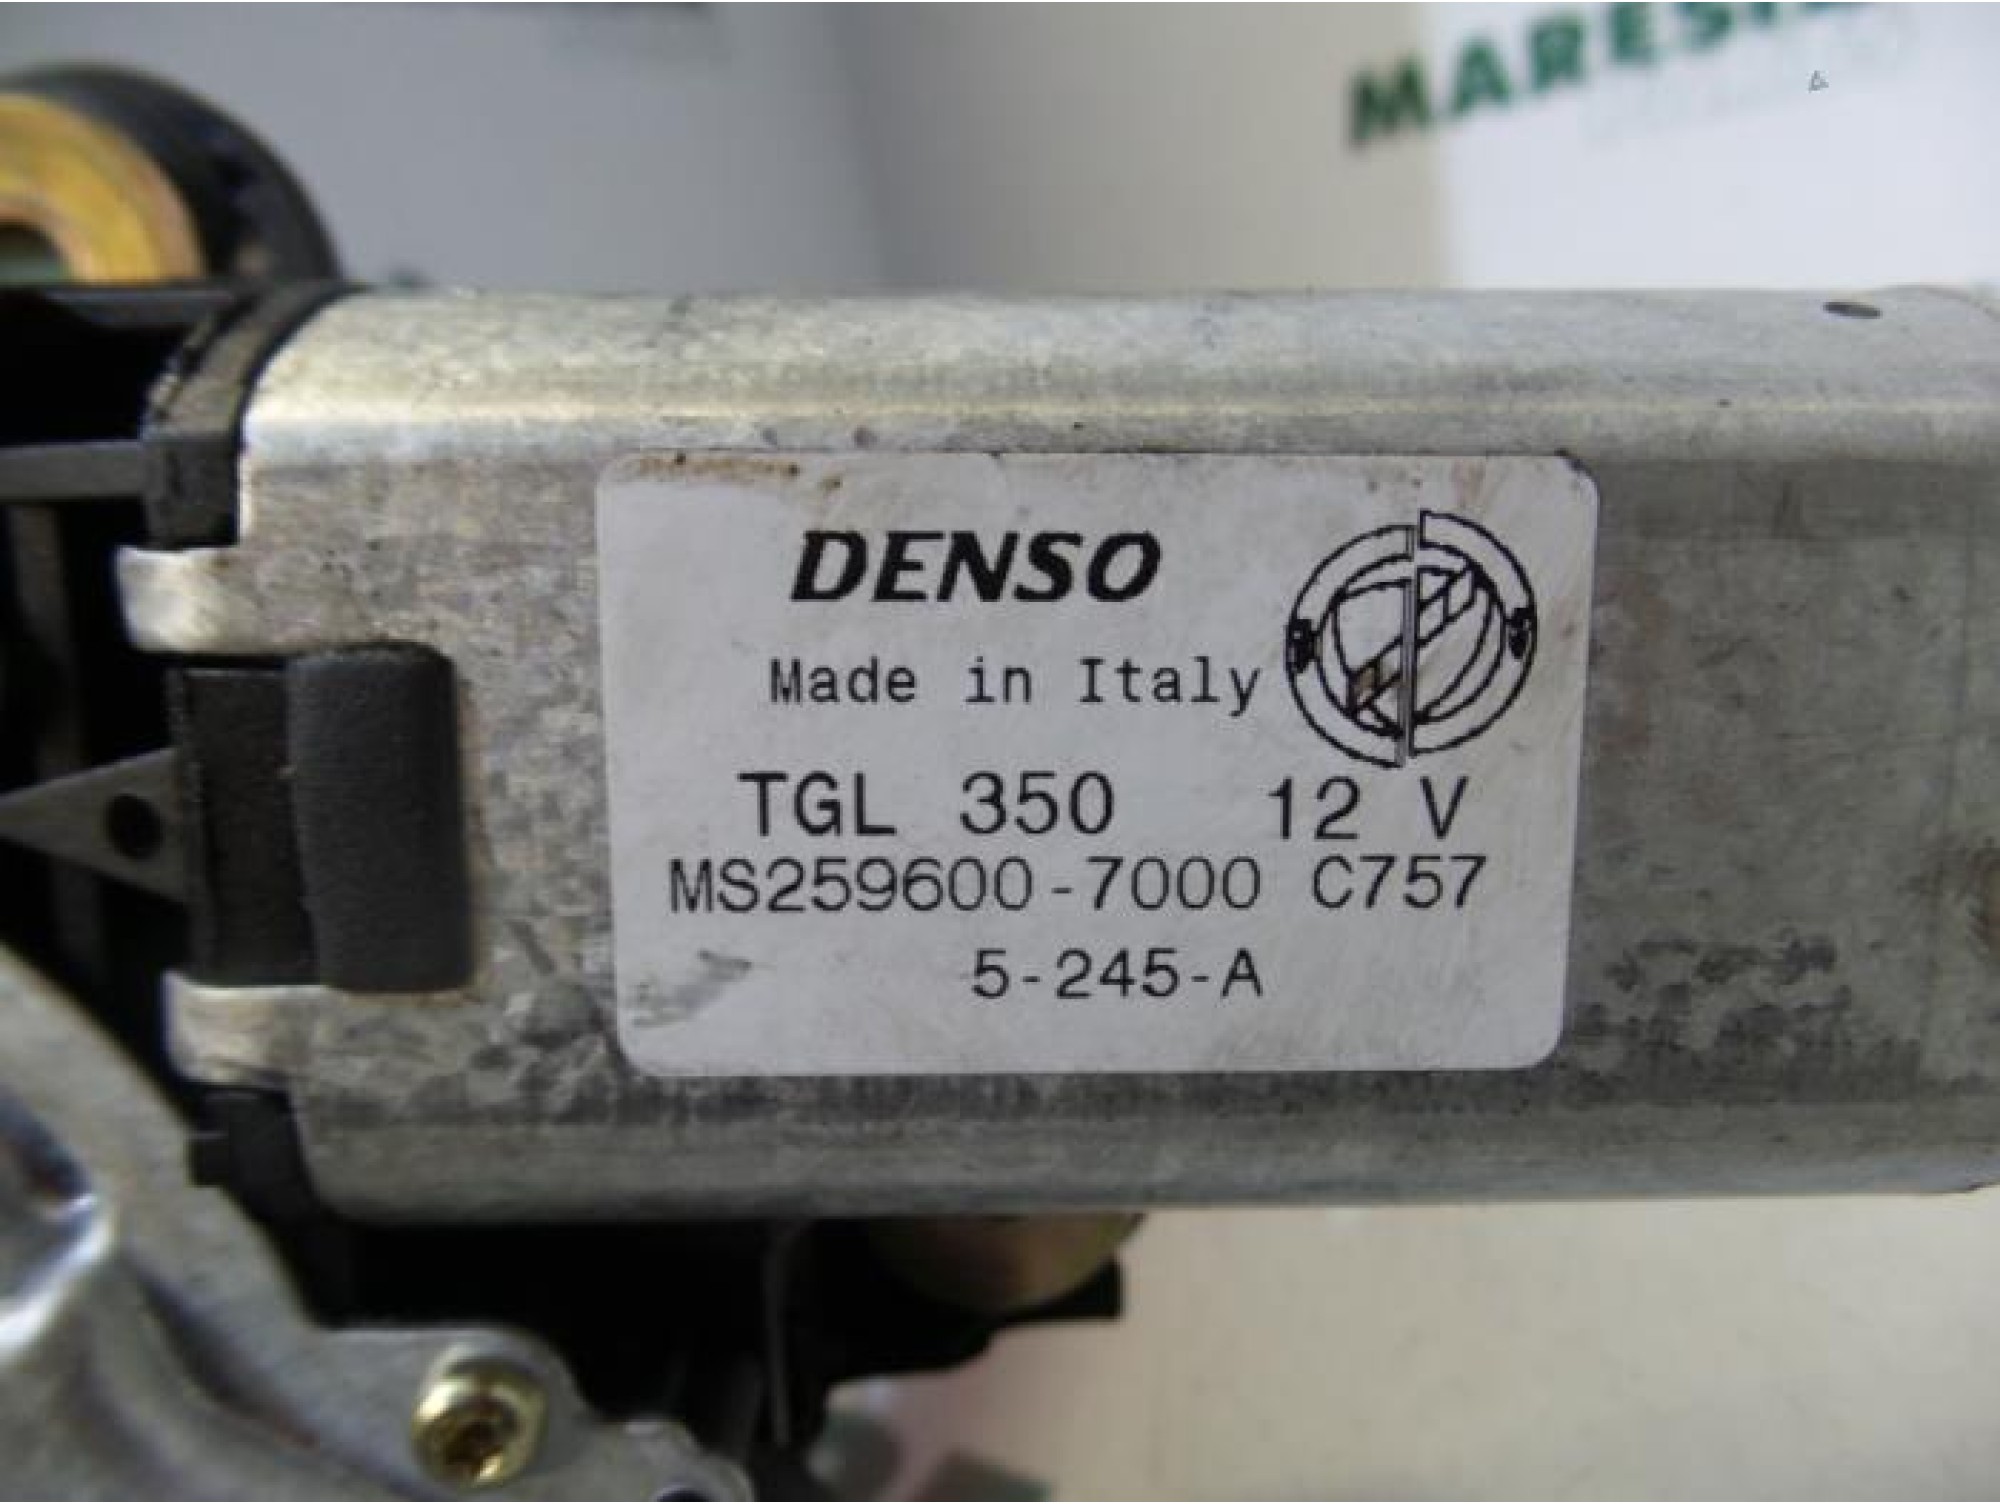 DENSO
Made in Italy
TGL 350 12 V
MS259600-7000 C757
5-245-A